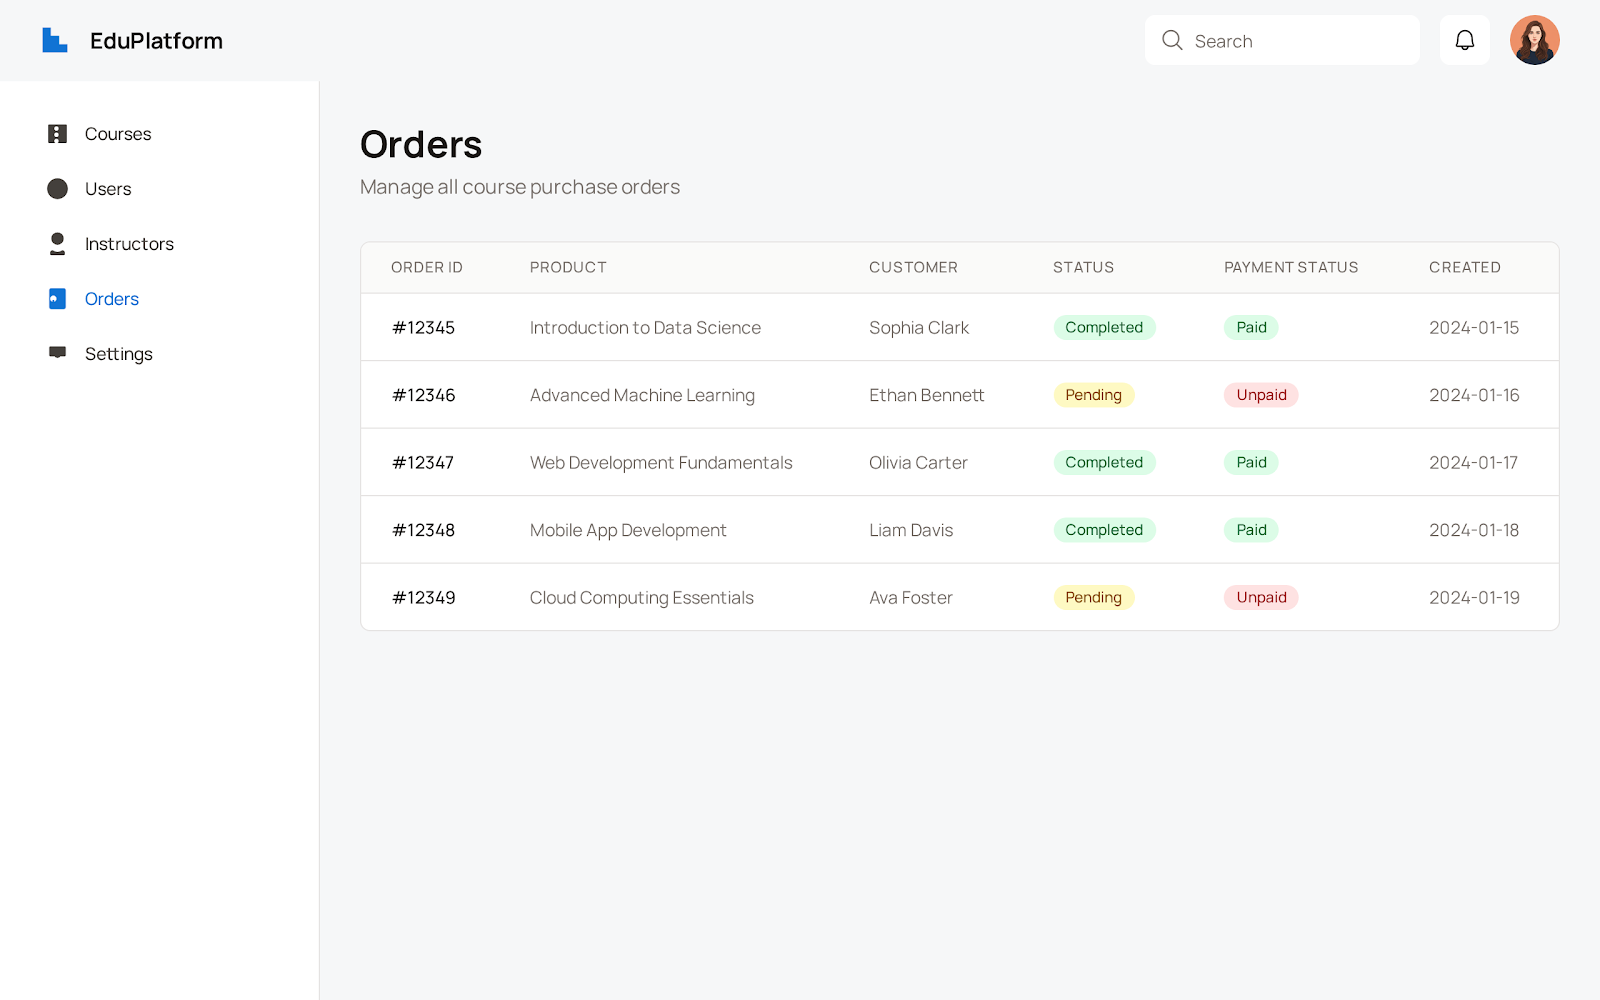 EduPlatform
Search
Courses
Users
Instructors
Orders
Settings
Orders
Manage all course purchase orders
ORDER ID PRODUCT CUSTOMER STATUS PAYMENT STATUS CREATED
#12345 Introduction to Data Science Sophia Clark Completed Paid 2024-01-15
#12346 Advanced Machine Learning Ethan Bennett Pending Unpaid 2024-01-16
#12347 Web Development Fundamentals Olivia Carter Completed Paid 2024-01-17
#12348 Mobile App Development Liam Davis Completed Paid 2024-01-18
#12349 Cloud Computing Essentials Ava Foster Pending Unpaid 2024-01-19